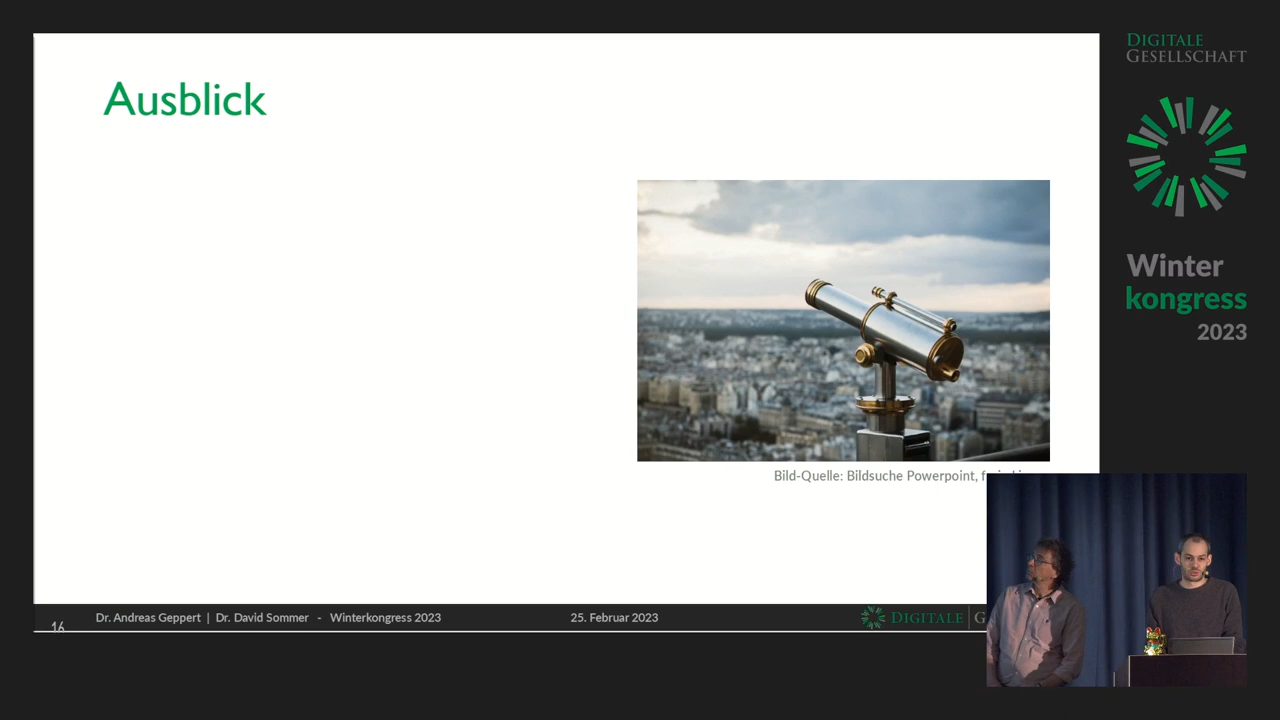 Ausblick
Bild-Quelle: Bildsuche Powerpoint,
16
Dr. Andreas Geppert | Dr. David Sommer - Winterkongress 2023
25. Februar 2023
DIGITALE
DIGITALE
GESELLSCHAFT
Winter
kongress
2023